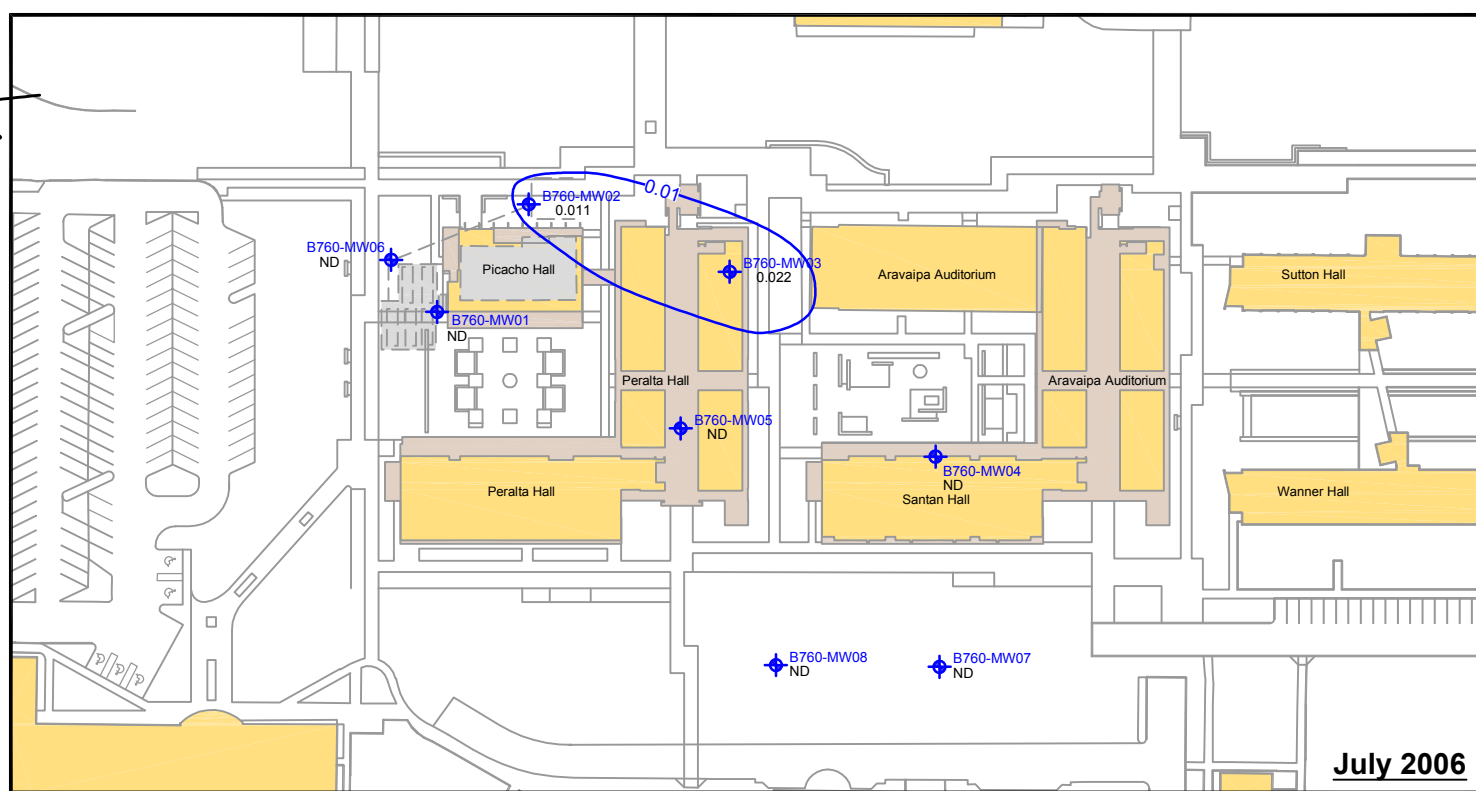 0.01
B760-MW02
0.011
B760-MW06
ND
Picacho Hall
B760-MW03
0.022
Aravaipa Auditorium
Sutton Hall
B760-MW01
ND
Peralta Hall
Aravaipa Auditorium
B760-MW05
ND
B760-MW04
ND
Santan Hall
Peralta Hall
Wanner Hall
B760-MW08
ND
B760-MW07
ND
July 2006